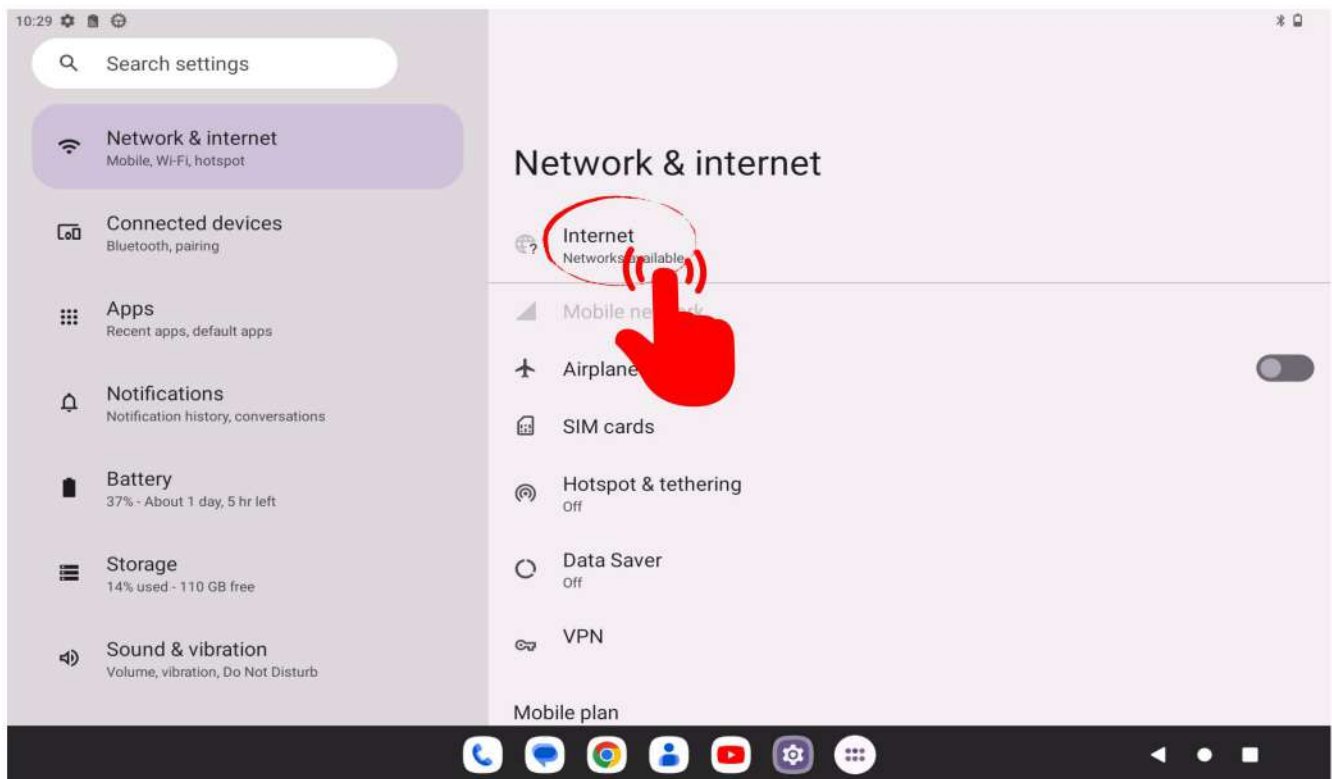 10:29
Search settings
Network & internet
Mobile, Wi-Fi, hotspot
Connected devices
Bluetooth, pairing
Apps
Recent apps, default apps
Notifications
Notification history, conversations
Battery
37% - About 1 day, 5 hr left
Storage
14% used - 110 GB free
Sound & vibration
Volume, vibration, Do Not Disturb
Network & internet
Internet
Networks available
Mobile network
Airplane
SIM cards
Hotspot & tethering
Off
Data Saver
Off
VPN
Mobile plan